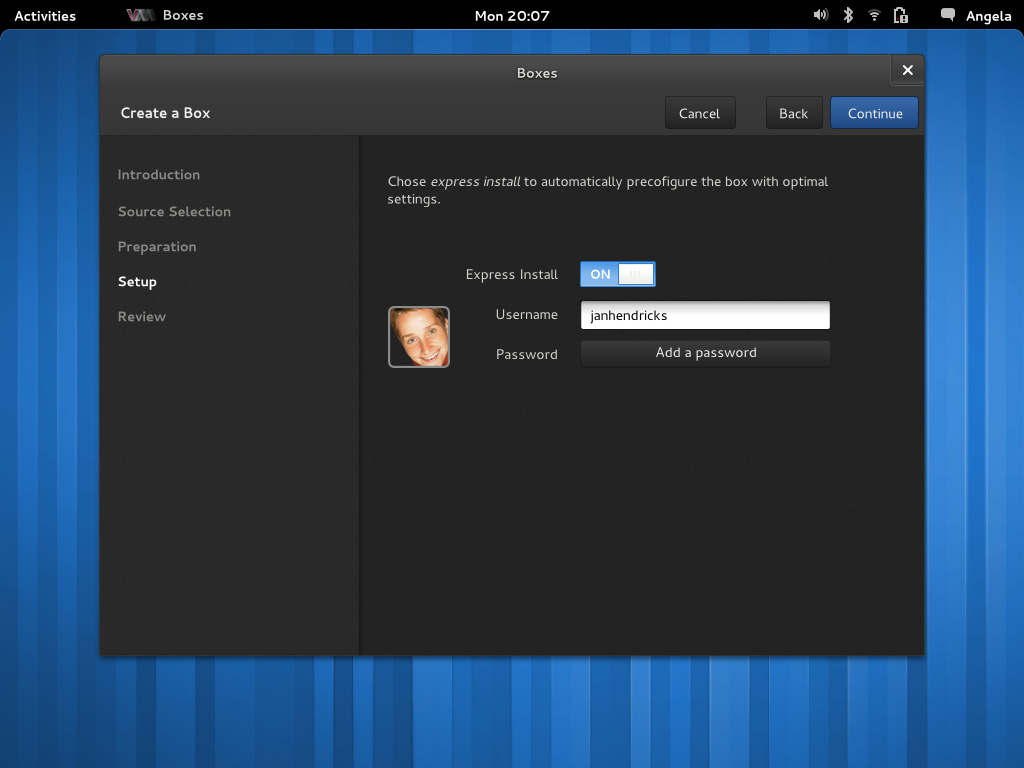 Activities
Boxes
Mon 20:07
Angela
Boxes
Create a Box
Cancel
Back
Continue
Introduction
Source Selection
Preparation
Setup
Review
Chose express install to automatically precofigure the box with optimal
settings.
Express Install
ON
Username
janhendricks
Password
Add a password